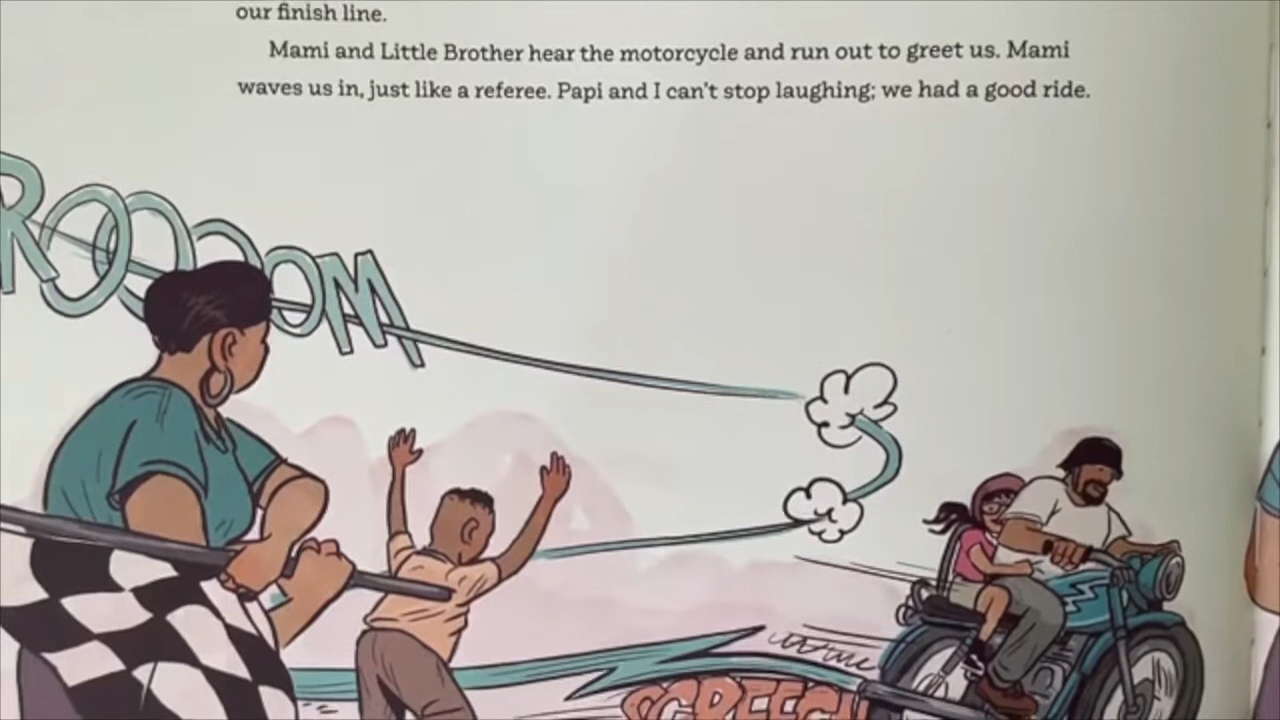 our finish line.
Mami and Little Brother hear the motorcycle and run out to greet us. Mami
waves us in, just like a referee. Papi and I can't stop laughing; we had a good ride.
ROOOOM
SCREECH